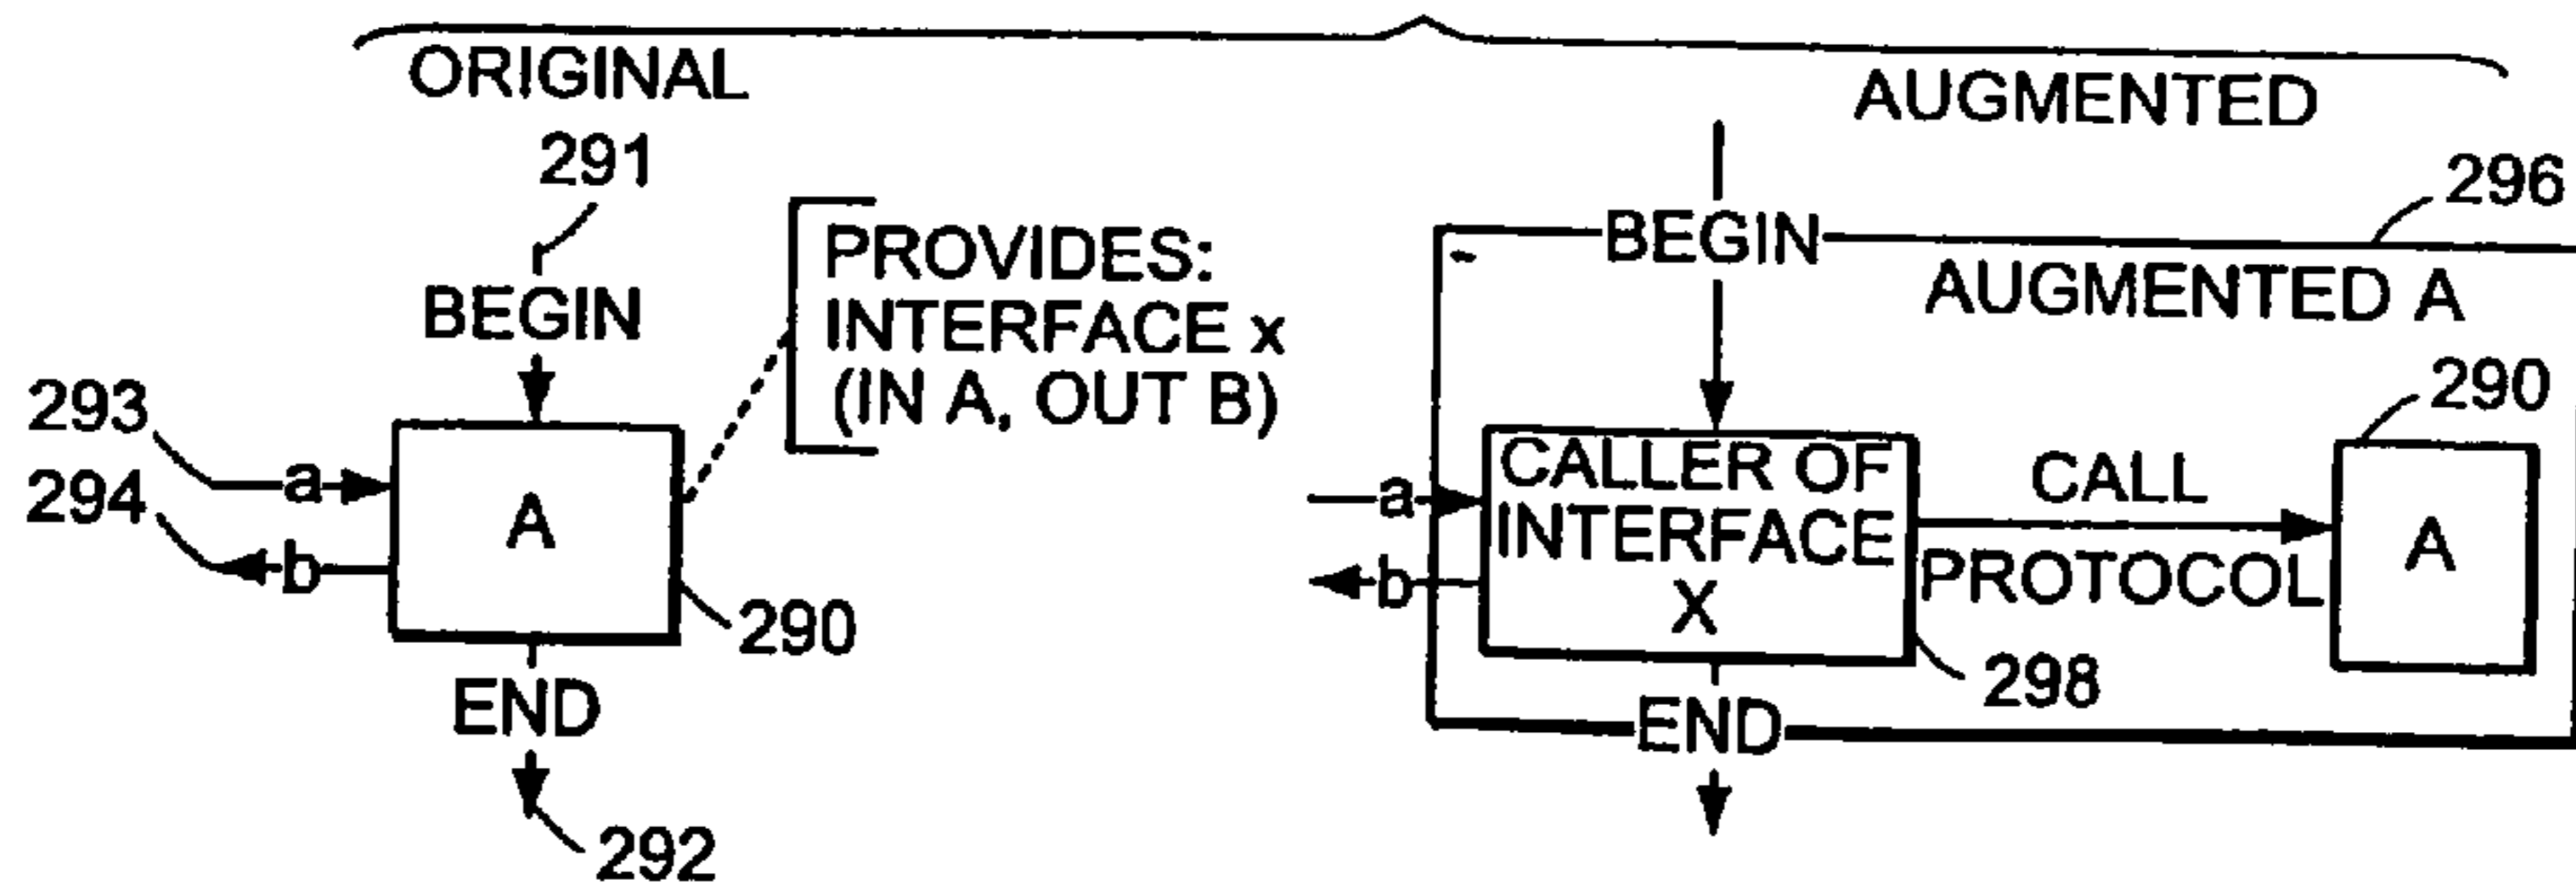 ORIGINAL
AUGMENTED
291
BEGIN
PROVIDES:
INTERFACE x
(IN A, OUT B)
293
a
294
b
A
290
END
292
BEGIN
296
AUGMENTED A
a
b
CALLER OF
INTERFACE
X
CALL
PROTOCOL
290
A
298
END